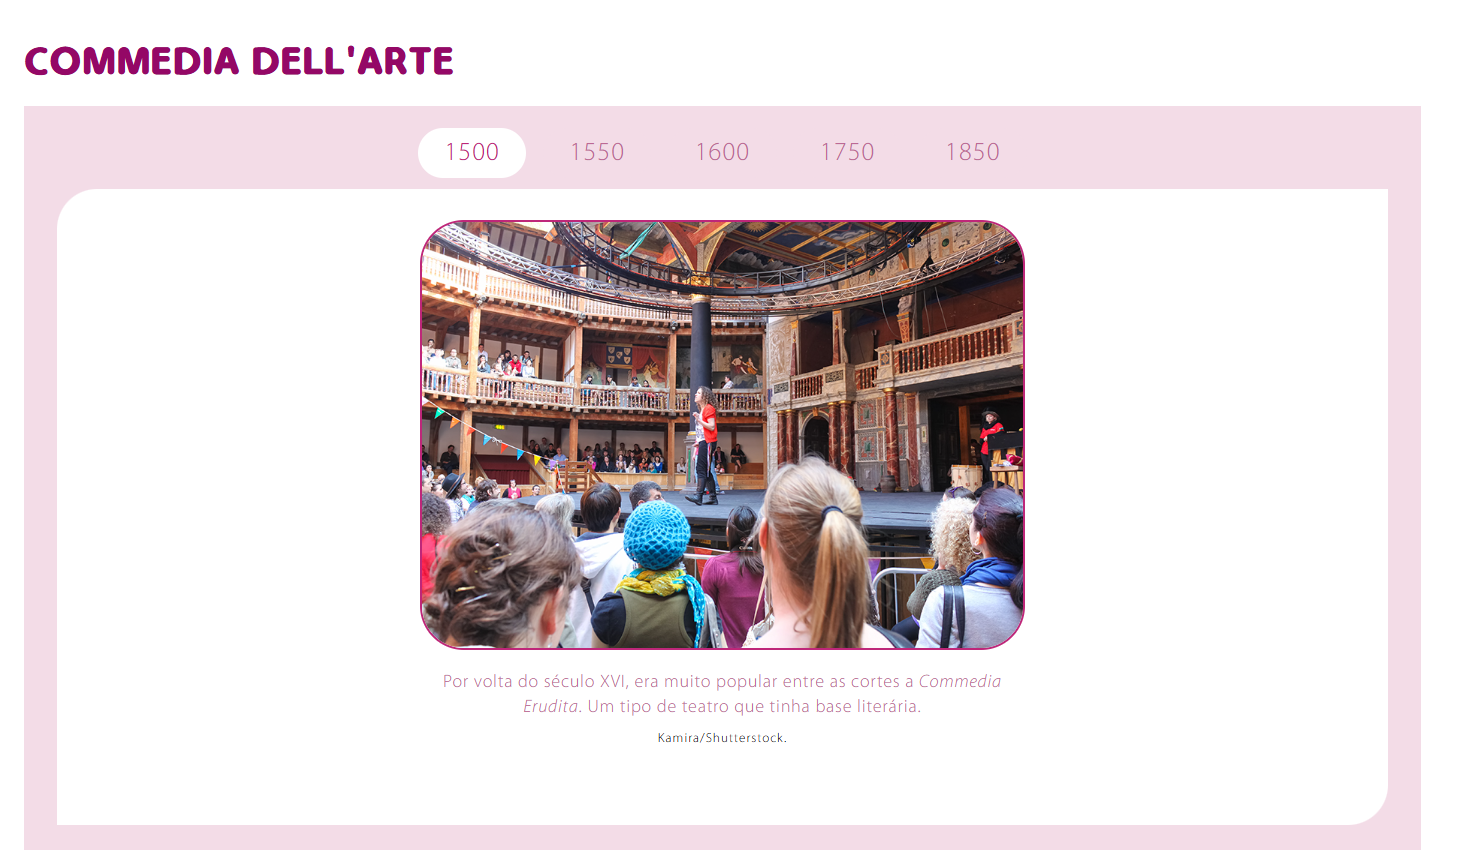 COMMEDIA DELL'ARTE
1500 1550 1600 1750 1850
Por volta do século XVI, era muito popular entre as cortes a Commedia
Erudita. Um tipo de teatro que tinha base literária.
Kamira/Shutterstock.